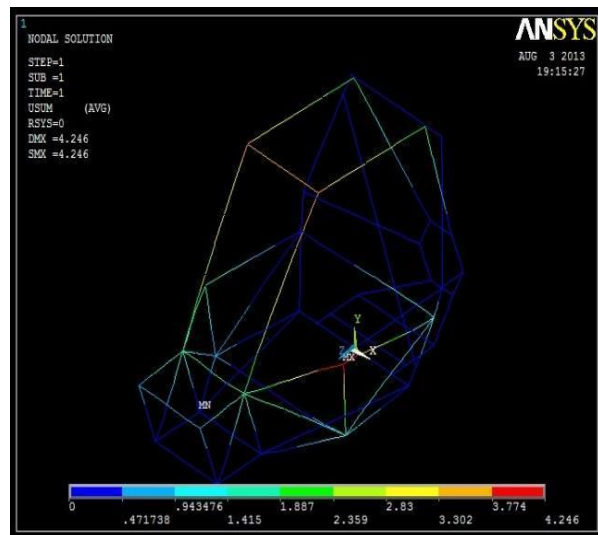 1
NODAL SOLUTION
STEP=1
SUB =1
TIME=1
USUM (AVG)
RSYS=0
DMX =4.246
SMX =4.246
ANSYS
AUG 3 2013
19:15:27
Y
Z
X
MX
MN
0 .943476 1.887 2.83 3.774
.471738 1.415 2.359 3.302 4.246